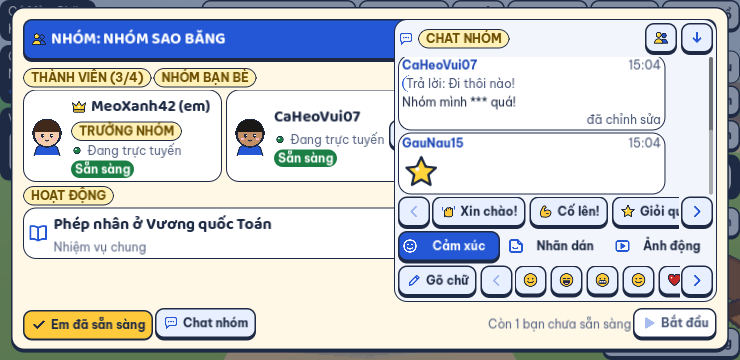 NHÓM: NHÓM SAO BĂNG
THÀNH VIÊN (3/4)
NHÓM BẠN BÈ
MeoXanh42 (em)
TRƯỞNG NHÓM
Đang trực tuyến
Sẵn sàng
CaHeoVui07
Đang trực tuyến
Sẵn sàng
HOẠT ĐỘNG
Phép nhân ở Vương quốc Toán
Nhiệm vụ chung
Em đã sẵn sàng
Chat nhóm
CHAT NHÓM
CaHeoVui07 15:04
Trả lời: Đi thôi nào!
Nhóm mình *** quá!
đã chỉnh sửa
GauNau15 15:04
Xin chào!
Cố lên!
Giỏi
Cảm xúc
Nhãn dán
Ảnh động
Gõ chữ
Còn 1 bạn chưa sẵn sàng
Bắt đầu